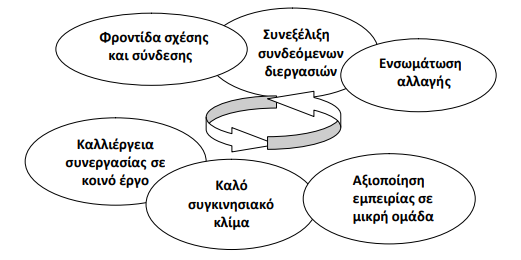 Φροντίδα σχέσης
και σύνδεσης
Συνεξέλιξη
συνδεόμενων
διεργασιών
Ενσωμάτωση
αλλαγής
Καλλιέργεια
συνεργασίας σε
κοινό έργο
Καλό
συγκινησιακό
κλίμα
Αξιοποίηση
εμπειρίας σε
μικρή ομάδα